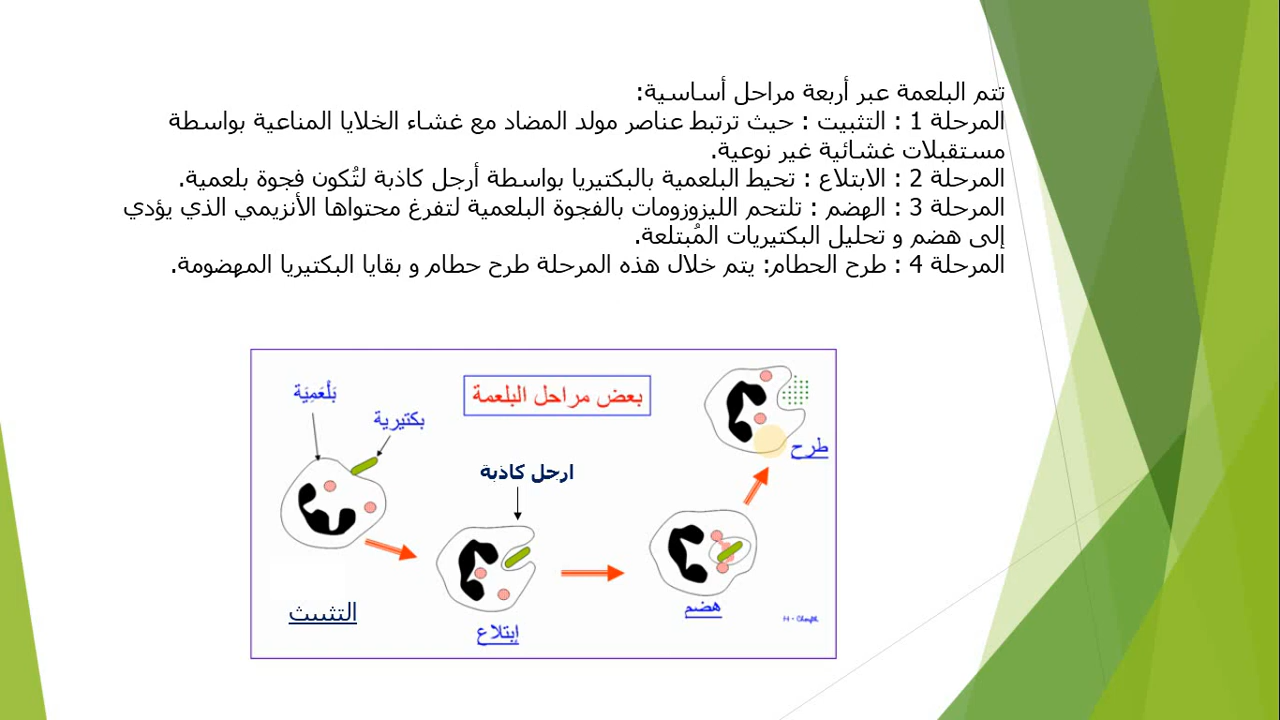 تتم البلعمة عبر أربعة مراحل أساسية:
المرحلة 1 : التثبيت : حيث ترتبط عناصر مولد المضاد مع غشاء الخلايا المناعية بواسطة
مستقبلات غشائية غير نوعية.
المرحلة 2 : الابتلاع : تحيط البلعمية بالبكتيريا بواسطة أرجل كاذبة لتُكون فجوة بلعمية.
المرحلة 3 : الهضم : تلتحم الليزوزومات بالفجوة البلعمية لتفرغ محتواها الأنزيمي الذي يؤدي
إلى هضم و تحليل البكتيريات المُبتلعة.
المرحلة 4 : طرح الحطام: يتم خلال هذه المرحلة طرح حطام و بقايا البكتيريا المهضومة.
بعض مراحل البلعمة
بَلْعَمِيَة
بكتيرية
ارجل كاذبة
طرح
التثبيث
إبتلاع
هضم